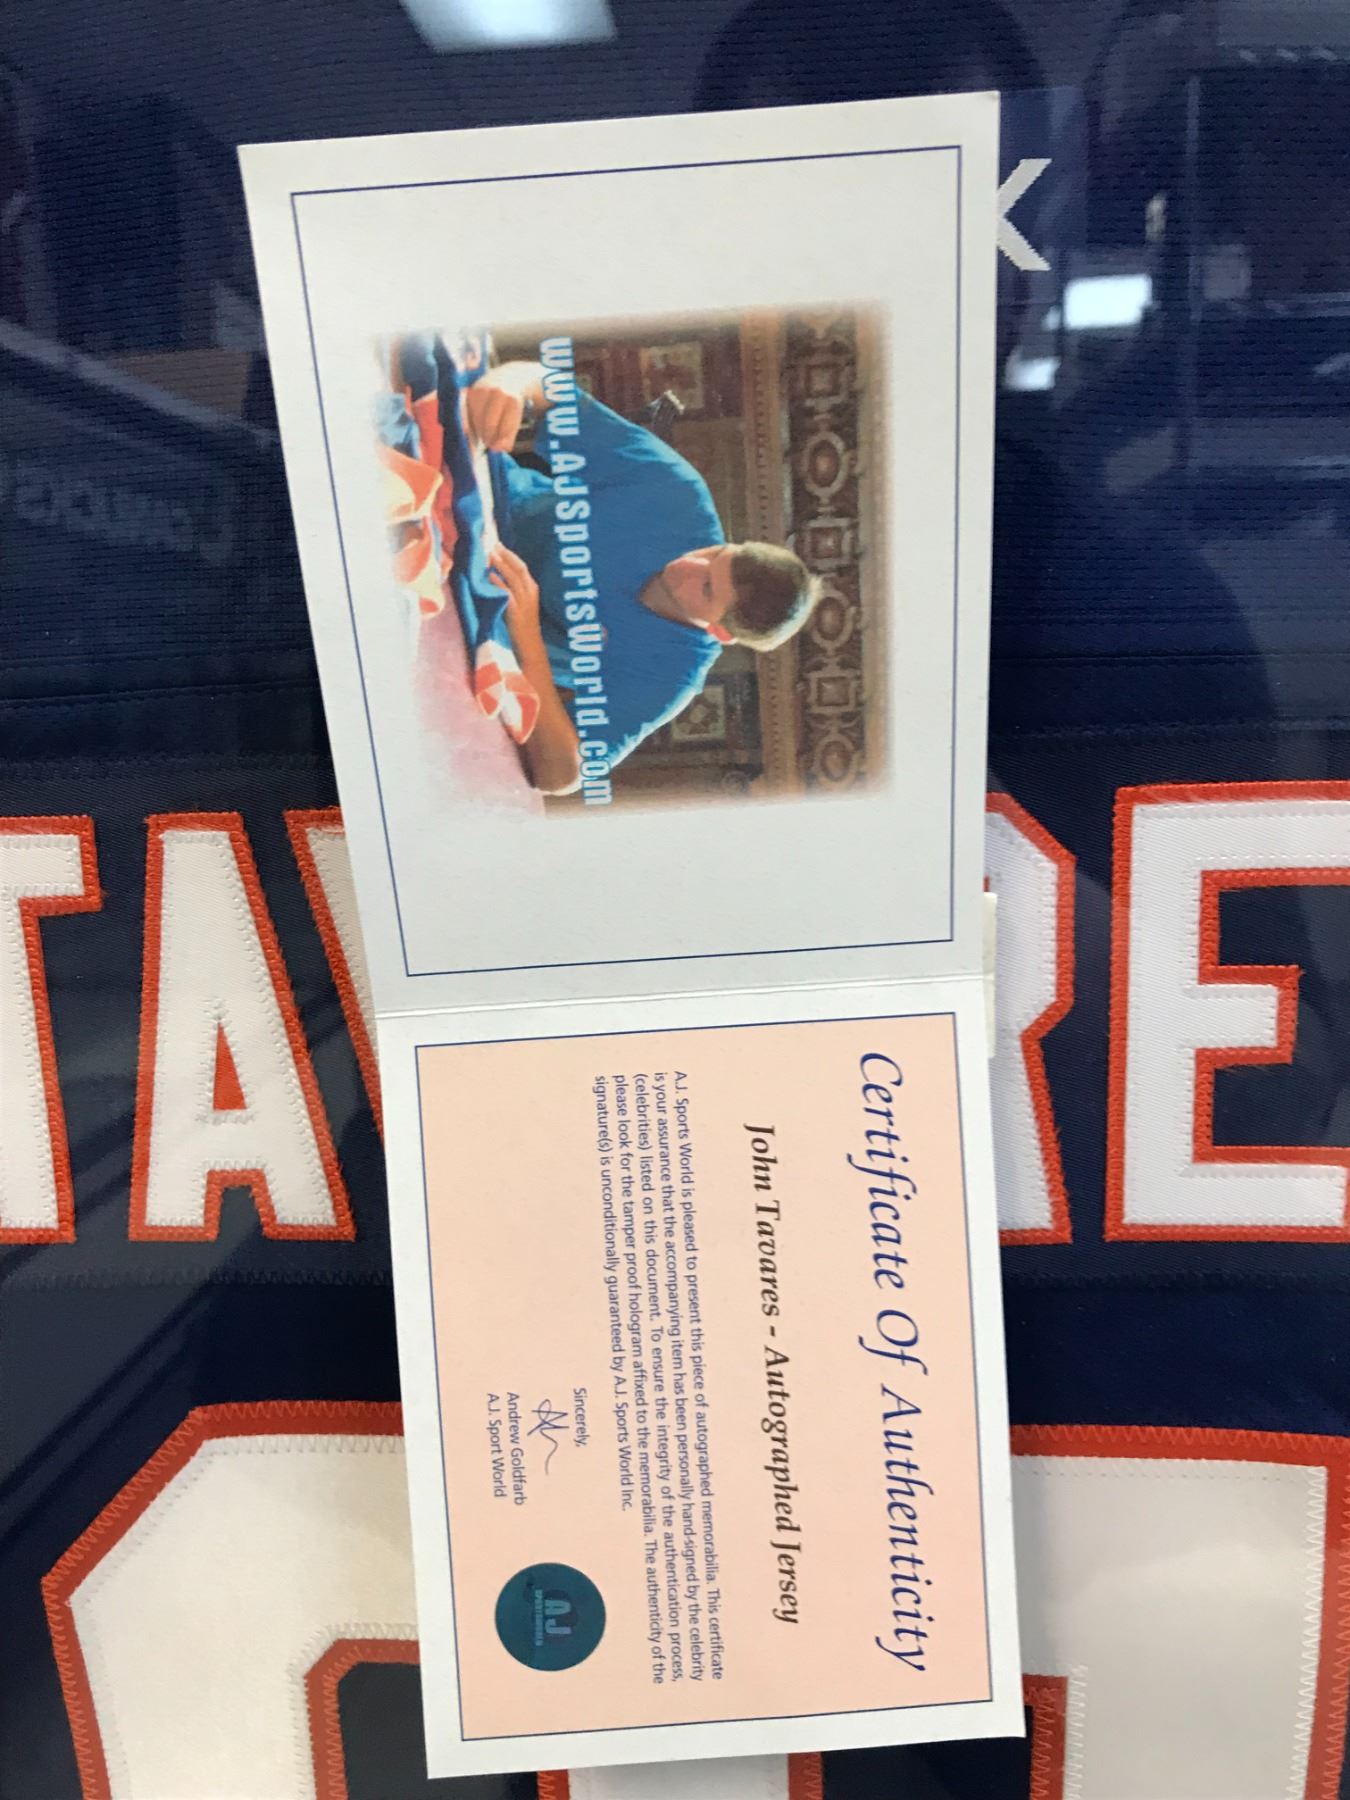 www.AJSportsWorld.com
Certificate Of Authenticity
John Tavares - Autographed Jersey
A.J. Sports World is pleased to present this piece of autographed memorabilia. This certificate
is your assurance that the accompanying item has been personally hand-signed by the celebrity
(celebrities) listed on this document. To ensure the integrity of the authentication process,
please look for the tamper proof hologram affixed to the memorabilia. The authenticity of the
signature(s) is unconditionally guaranteed by A.J. Sports World Inc.
Sincerely,
Andrew Goldfarb
A.J. Sport World
AJ
SPORTSWORLD
TAV RE